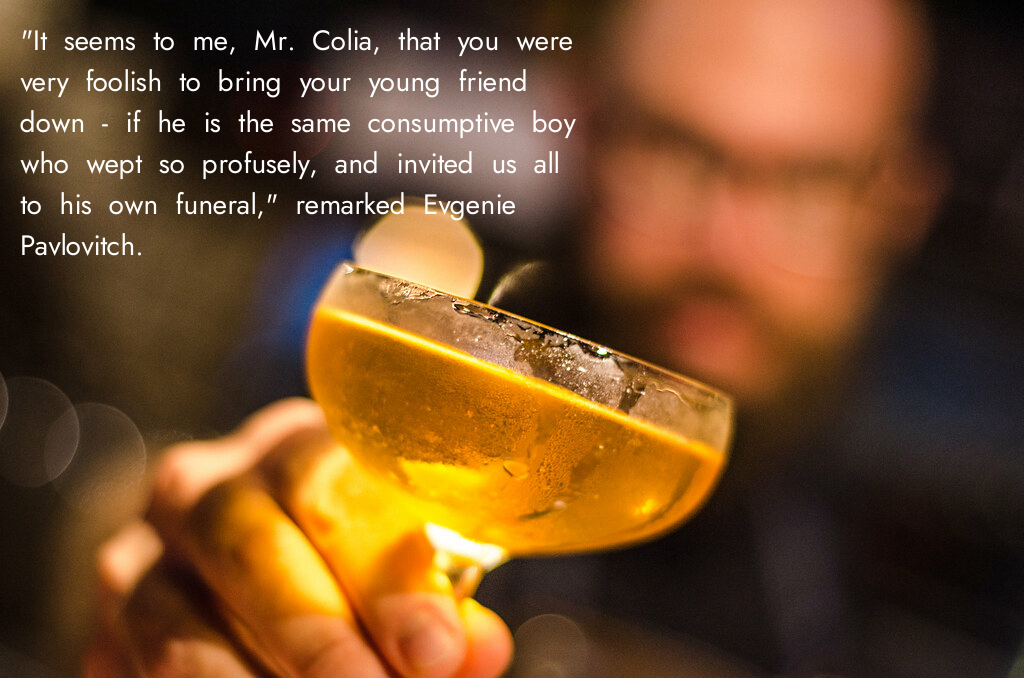 "It seems to me, Mr. Colia, that you were
very foolish to bring your young friend
down - if he is the same consumptive boy
who wept so profusely, and invited us all
to his own funeral," remarked Evgenie
Pavlovitch.